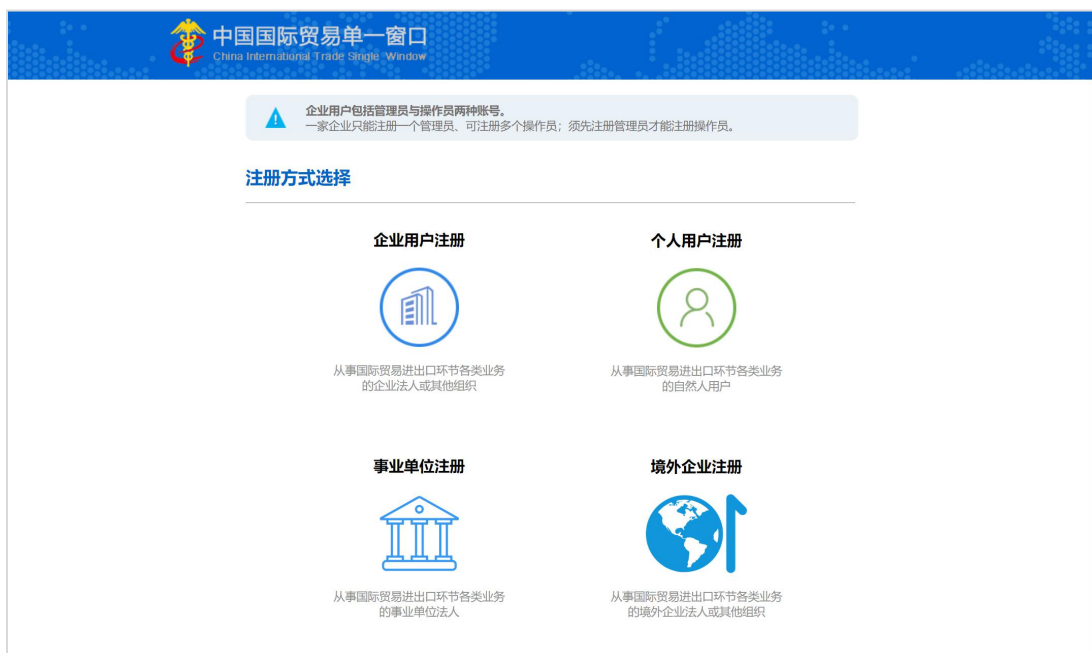 中国国际贸易单一窗口
China International Trade Single Window
企业用户包括管理员与操作员两种账号。
一家企业只能注册一个管理员、可注册多个操作员；须先注册管理员才能注册操作员。
注册方式选择
企业用户注册
从事国际贸易进出口环节各类业务
的企业法人或其他组织
个人用户注册
从事国际贸易进出口环节各类业务
的自然人用户
事业单位注册
从事国际贸易进出口环节各类业务
的事业单位法人
境外企业注册
从事国际贸易进出口环节各类业务
的境外企业法人或其他组织